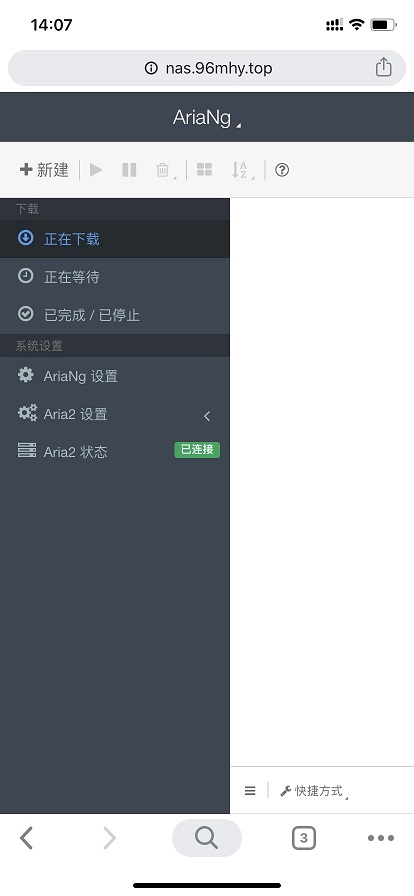 14:07
nas.96mhy.top
AriaNg
新建
下载
正在下载
正在等待
已完成 / 已停止
系统设置
AriaNg 设置
Aria2 设置
Aria2 状态 已连接
快捷方式
3